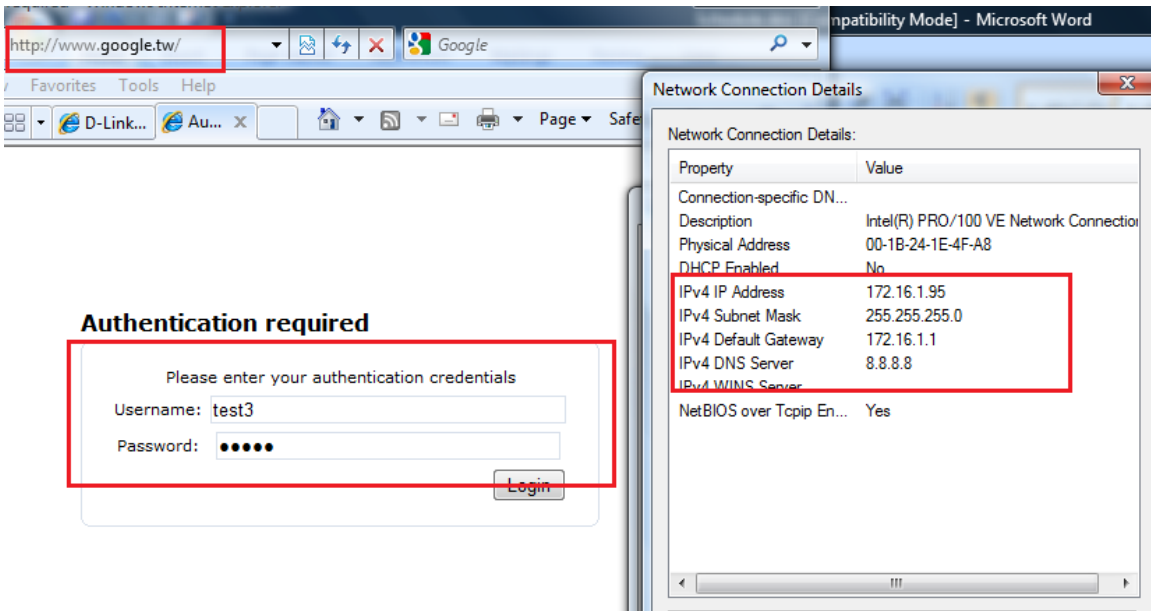 mpatibility Mode] - Microsoft Word
http://www.google.tw/
Google
Favorites Tools Help
D-Link... Au... x Page Safe
Authentication required
Please enter your authentication credentials
Username: test3
Password: •••••
Login
Network Connection Details
Network Connection Details:
Property Value
Connection-specific DN...
Description Intel(R) PRO/100 VE Network Connection
Physical Address 00-1B-24-1E-4F-A8
DHCP Enabled No
IPv4 IP Address 172.16.1.95
IPv4 Subnet Mask 255.255.255.0
IPv4 Default Gateway 172.16.1.1
IPv4 DNS Server 8.8.8.8
IPv4 WINS Server
NetBIOS over Tcpip En... Yes